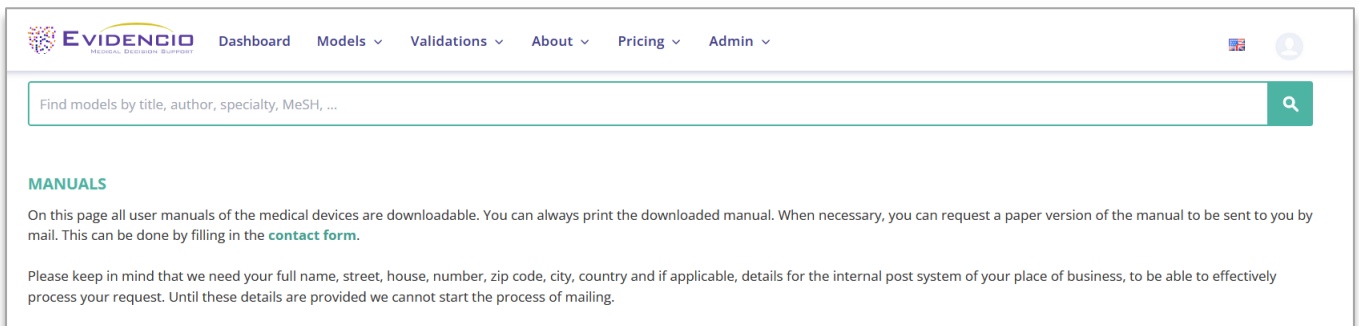 EVIDENCIO
MEDICAL DECISION SUPPORT
Dashboard Models Validations About Pricing Admin
Find models by title, author, specialty, MeSH, ...
MANUALS
On this page all user manuals of the medical devices are downloadable. You can always print the downloaded manual. When necessary, you can request a paper version of the manual to be sent to you by
mail. This can be done by filling in the contact form.
Please keep in mind that we need your full name, street, house, number, zip code, city, country and if applicable, details for the internal post system of your place of business, to be able to effectively
process your request. Until these details are provided we cannot start the process of mailing.